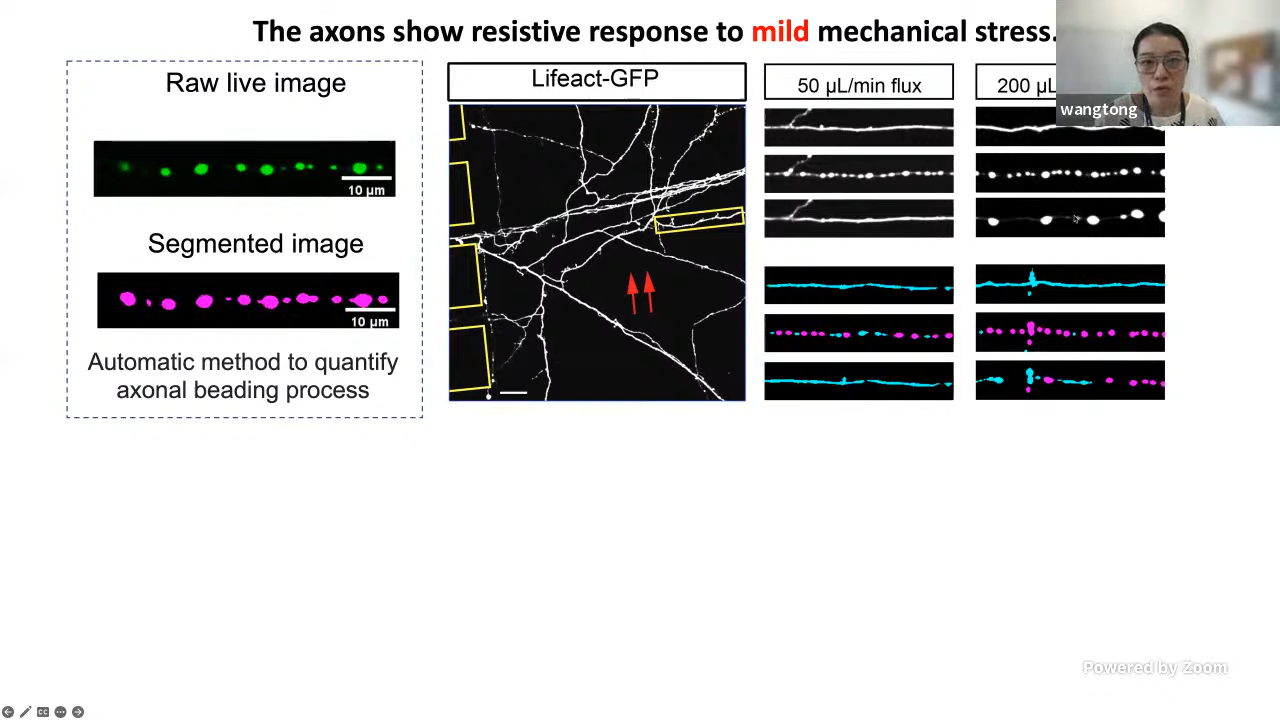 The axons show resistive response to mild mechanical stress.
Raw live image
10 µm
Segmented image
10 µm
Automatic method to quantify
axonal beading process
Lifeact-GFP
50 µL/min flux
200 µL
wangtong
Powered by Zoom